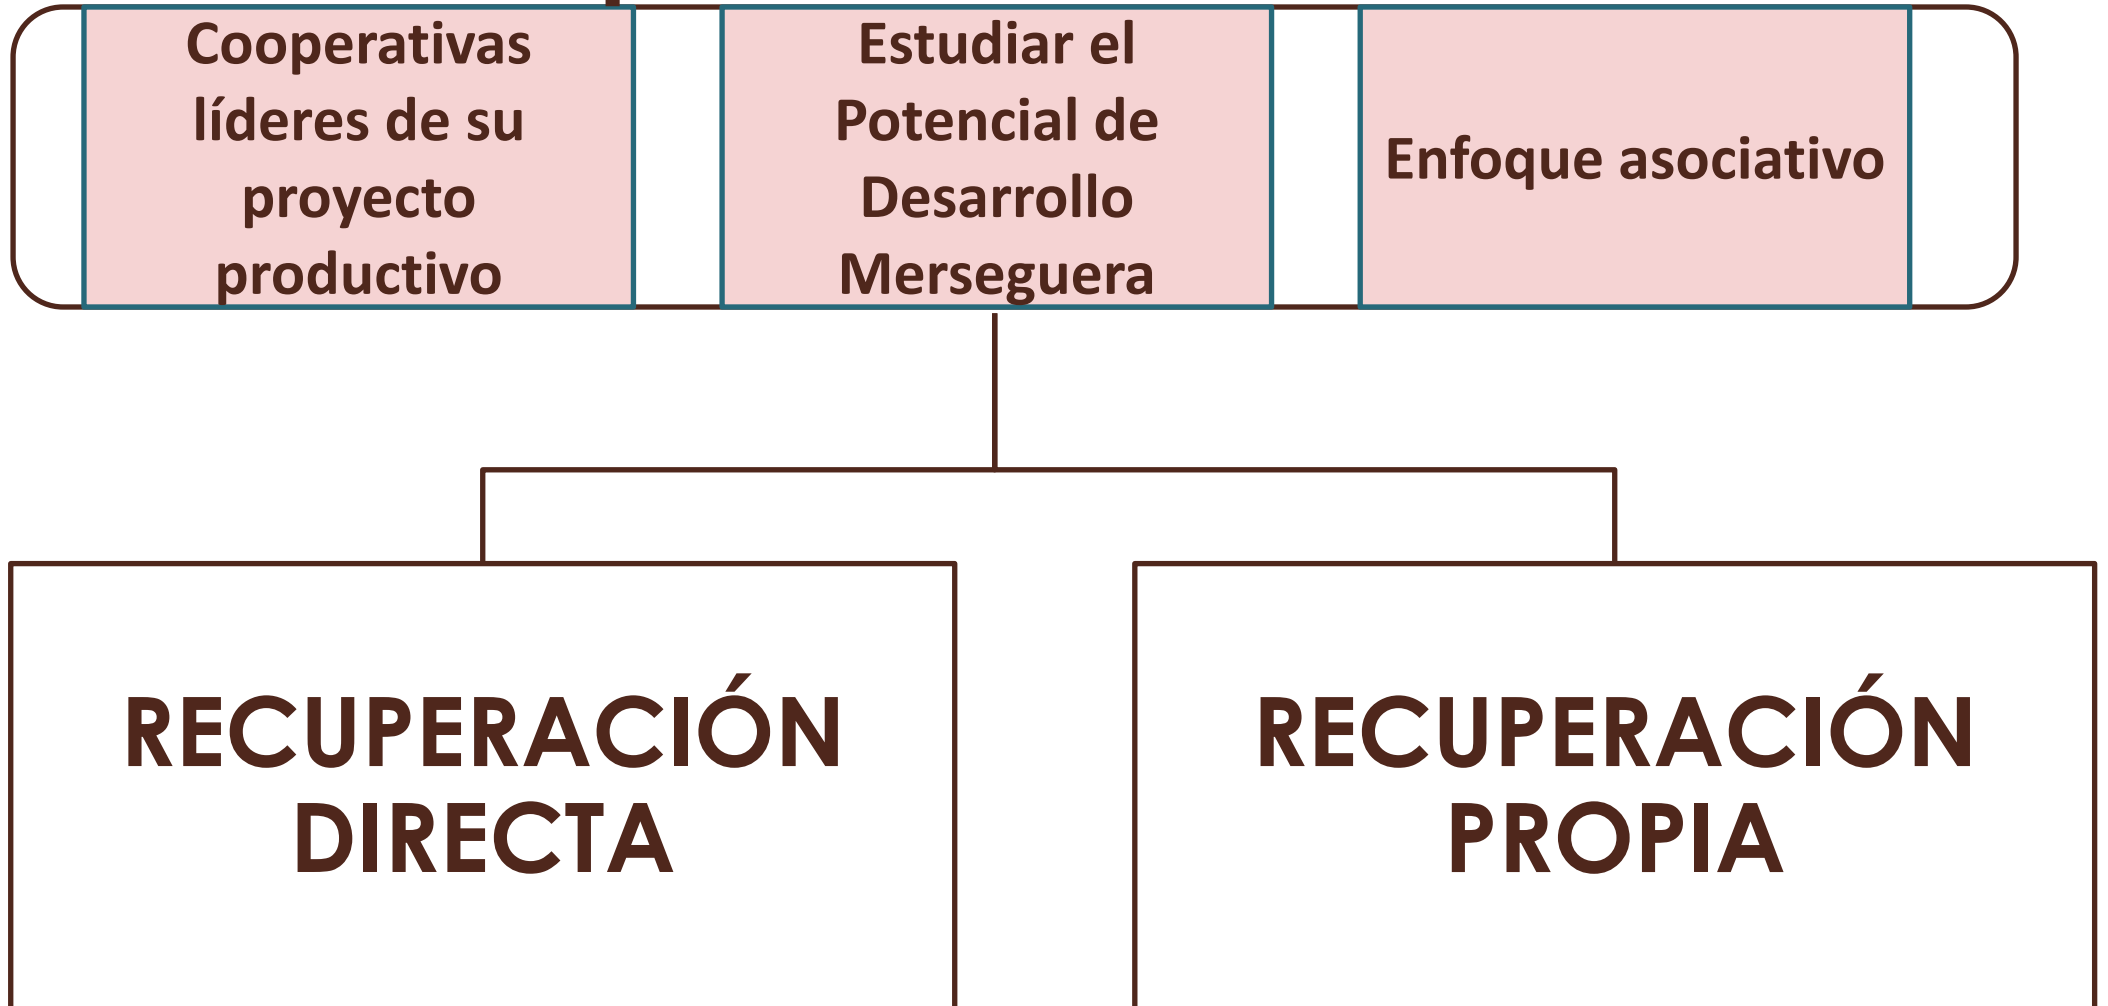 Cooperativas
líderes de su
proyecto
productivo
Estudiar el
Potencial de
Desarrollo
Merseguera
Enfoque asociativo
RECUPERACIÓN
DIRECTA
RECUPERACIÓN
PROPIA